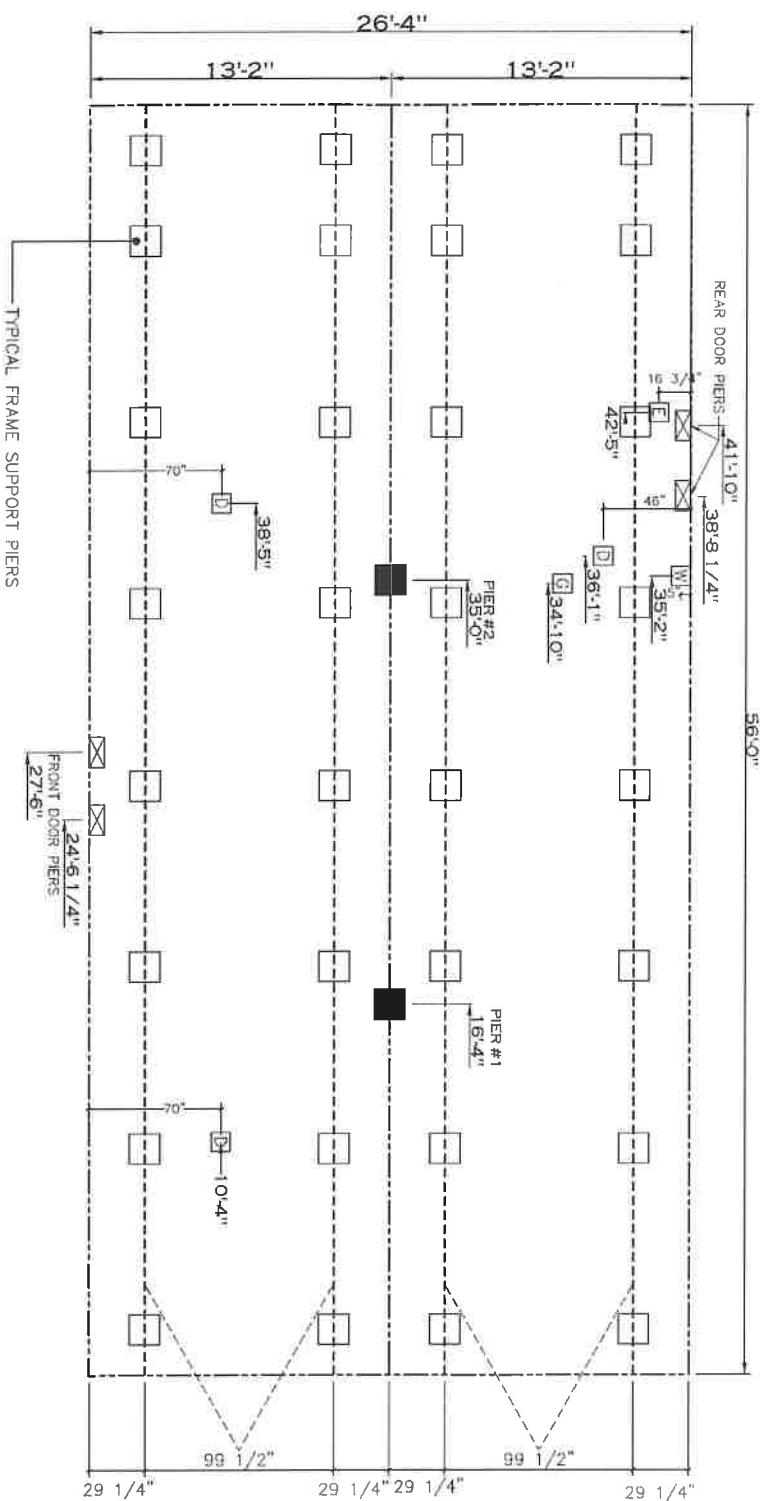 26'-4"
13'-2"
13'-2"
56'-0"
REAR DOOR PIERS
16 3/4"
E
42'-5"
41'-10"
38'-8 1/4"
46"
D
36'-1"
G
34'-10"
W
35'-2"
70"
D
38'-5"
PIER #2
35'-0"
TYPICAL FRAME SUPPORT PIERS
FRONT DOOR PIERS
27'-6"
24'-6 1/4"
PIER #1
16'-4"
70"
D
10'-4"
99 1/2"
99 1/2"
29 1/4"
29 1/4"
29 1/4"
29 1/4"